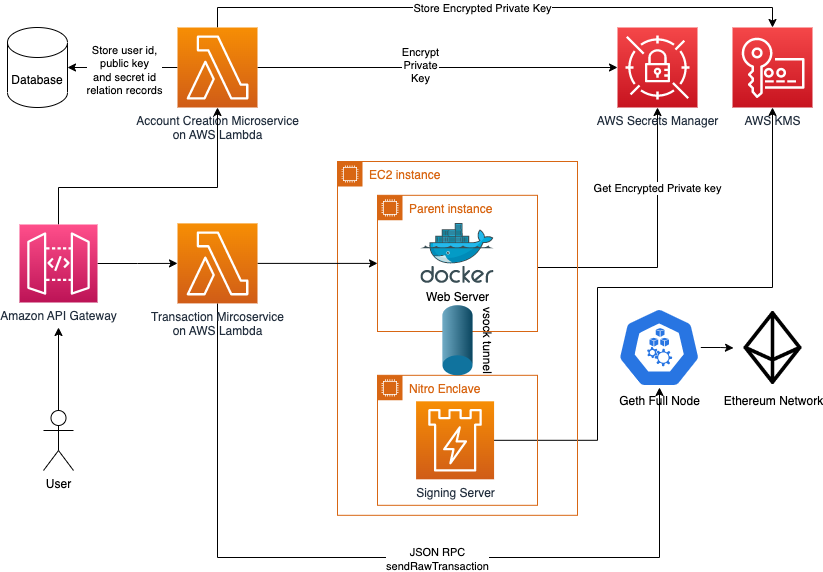 Store Encrypted Private Key
Store user id,
public key
and secret id
relation records
Database
Encrypt
Private
Key
Account Creation Microservice
on AWS Lambda
AWS Secrets Manager
AWS KMS
EC2 instance
Get Encrypted Private key
Parent instance
docker
Web Server
Amazon API Gateway
Transaction Mircoservice
on AWS Lambda
vsock tunnel
Nitro Enclave
Geth Full Node
Ethereum Network
User
Signing Server
JSON RPC
sendRawTransaction